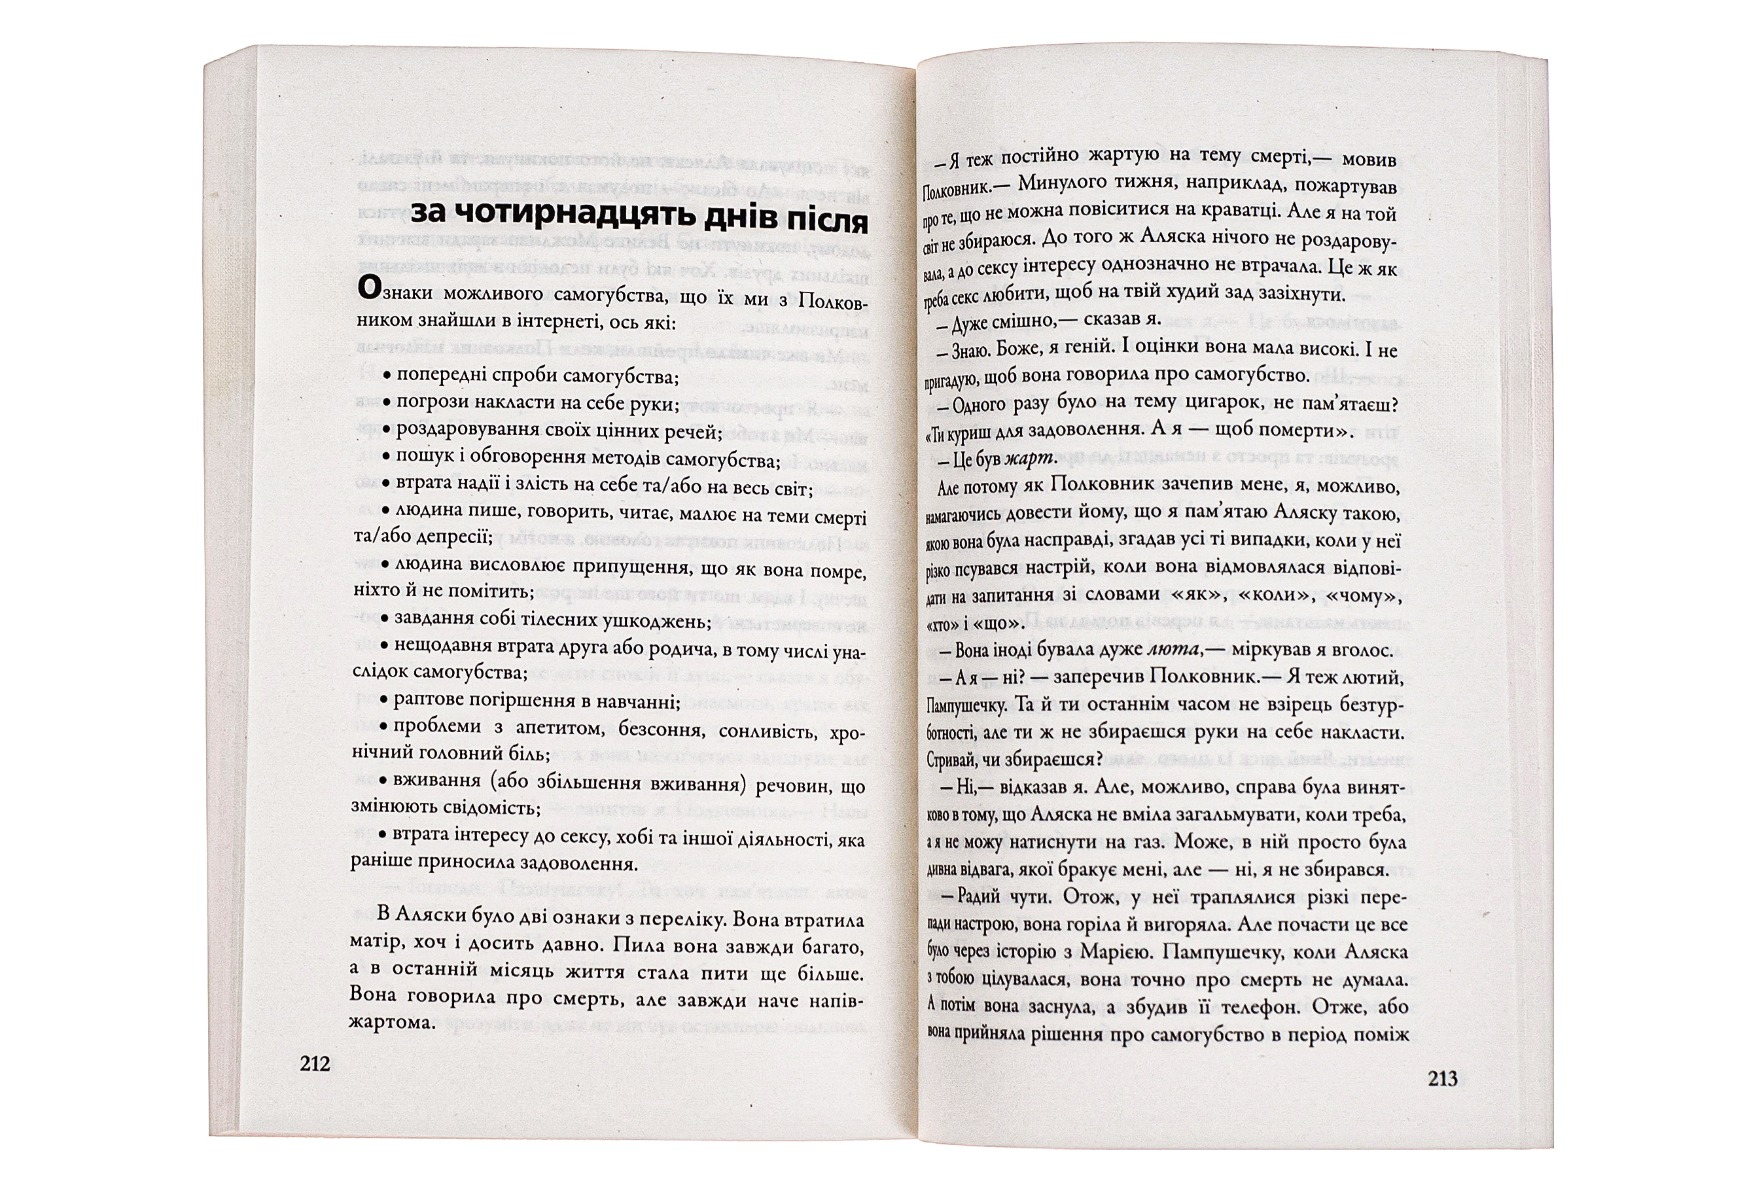 за чотирнадцять днів після
Ознаки можливого самогубства, що їх ми з Полков-
ником знайшли в інтернеті, ось які:
• попередні спроби самогубства;
• погрози накласти на себе руки;
• роздаровування своїх цінних речей;
• пошук і обговорення методів самогубства;
• втрата надії і злість на себе та/або на весь світ;
• людина пише, говорить, читає, малює на теми смерті
та/або депресії;
• людина висловлює припущення, що як вона помре,
ніхто й не помітить;
• завдання собі тілесних ушкоджень;
• нещодавня втрата друга або родича, в тому числі уна-
слідок самогубства;
• раптове погіршення в навчанні;
• проблеми з апетитом, безсоння, сонливість, хро-
нічний головний біль;
• вживання (або збільшення вживання) речовин, що
змінюють свідомість;
• втрата інтересу до сексу, хобі та іншої діяльності, яка
раніше приносила задоволення.
В Аляски було дві ознаки з переліку. Вона втратила
матір, хоч і досить давно. Пила вона завжди багато,
а в останній місяць життя стала пити ще більше.
Вона говорила про смерть, але завжди наче напів-
жартома.
212
— Я теж постійно жартую на тему смерті,— мовив
Полковник.— Минулого тижня, наприклад, пожартував
про те, що не можна повіситися на краватці. Але я на той
світ не збираюся. До того ж Аляска нічого не роздарову-
вала, а до сексу інтересу однозначно не втрачала. Це ж як
треба секс любити, щоб на твій худий зад зазіхнути.
— Дуже смішно,— сказав я.
— Знаю. Боже, я геній. І оцінки вона мала високі. І не
пригадую, щоб вона говорила про самогубство.
— Одного разу було на тему цигарок, не пам’ятаєш?
«Ти куриш для задоволення. А я — щоб померти».
— Це був жарт.
Але потому як Полковник зачепив мене, я, можливо,
намагаючись довести йому, що я пам’ятаю Аляску такою,
якою вона була насправді, згадав усі ті випадки, коли у неї
різко псувався настрій, коли вона відмовлялася відпові-
дати на запитання зі словами «як», «коли», «чому»,
«хто» і «що».
— Вона іноді бувала дуже люта,— міркував я вголос.
— А я — ні? — заперечив Полковник.— Я теж лютий,
Пампушечку. Та й ти останнім часом не взірець безтур-
ботності, але ти ж не збираєшся руки на себе накласти.
Стривай, чи збираєшся?
— Ні,— відказав я. Але, можливо, справа була винят-
ково в тому, що Аляска не вміла загальмувати, коли треба,
а я не можу натиснути на газ. Може, в ній просто була
дивна відвага, якої бракує мені, але — ні, я не збирався.
— Радий чути. Отож, у неї траплялися різкі пере-
пади настрою, вона горіла й вигоряла. Але почасти це все
було через історію з Марією. Пампушечку, коли Аляска
з тобою цілувалася, вона точно про смерть не думала.
А потім вона заснула, а збудив її телефон. Отже, або
вона прийняла рішення про самогубство в період поміж
213